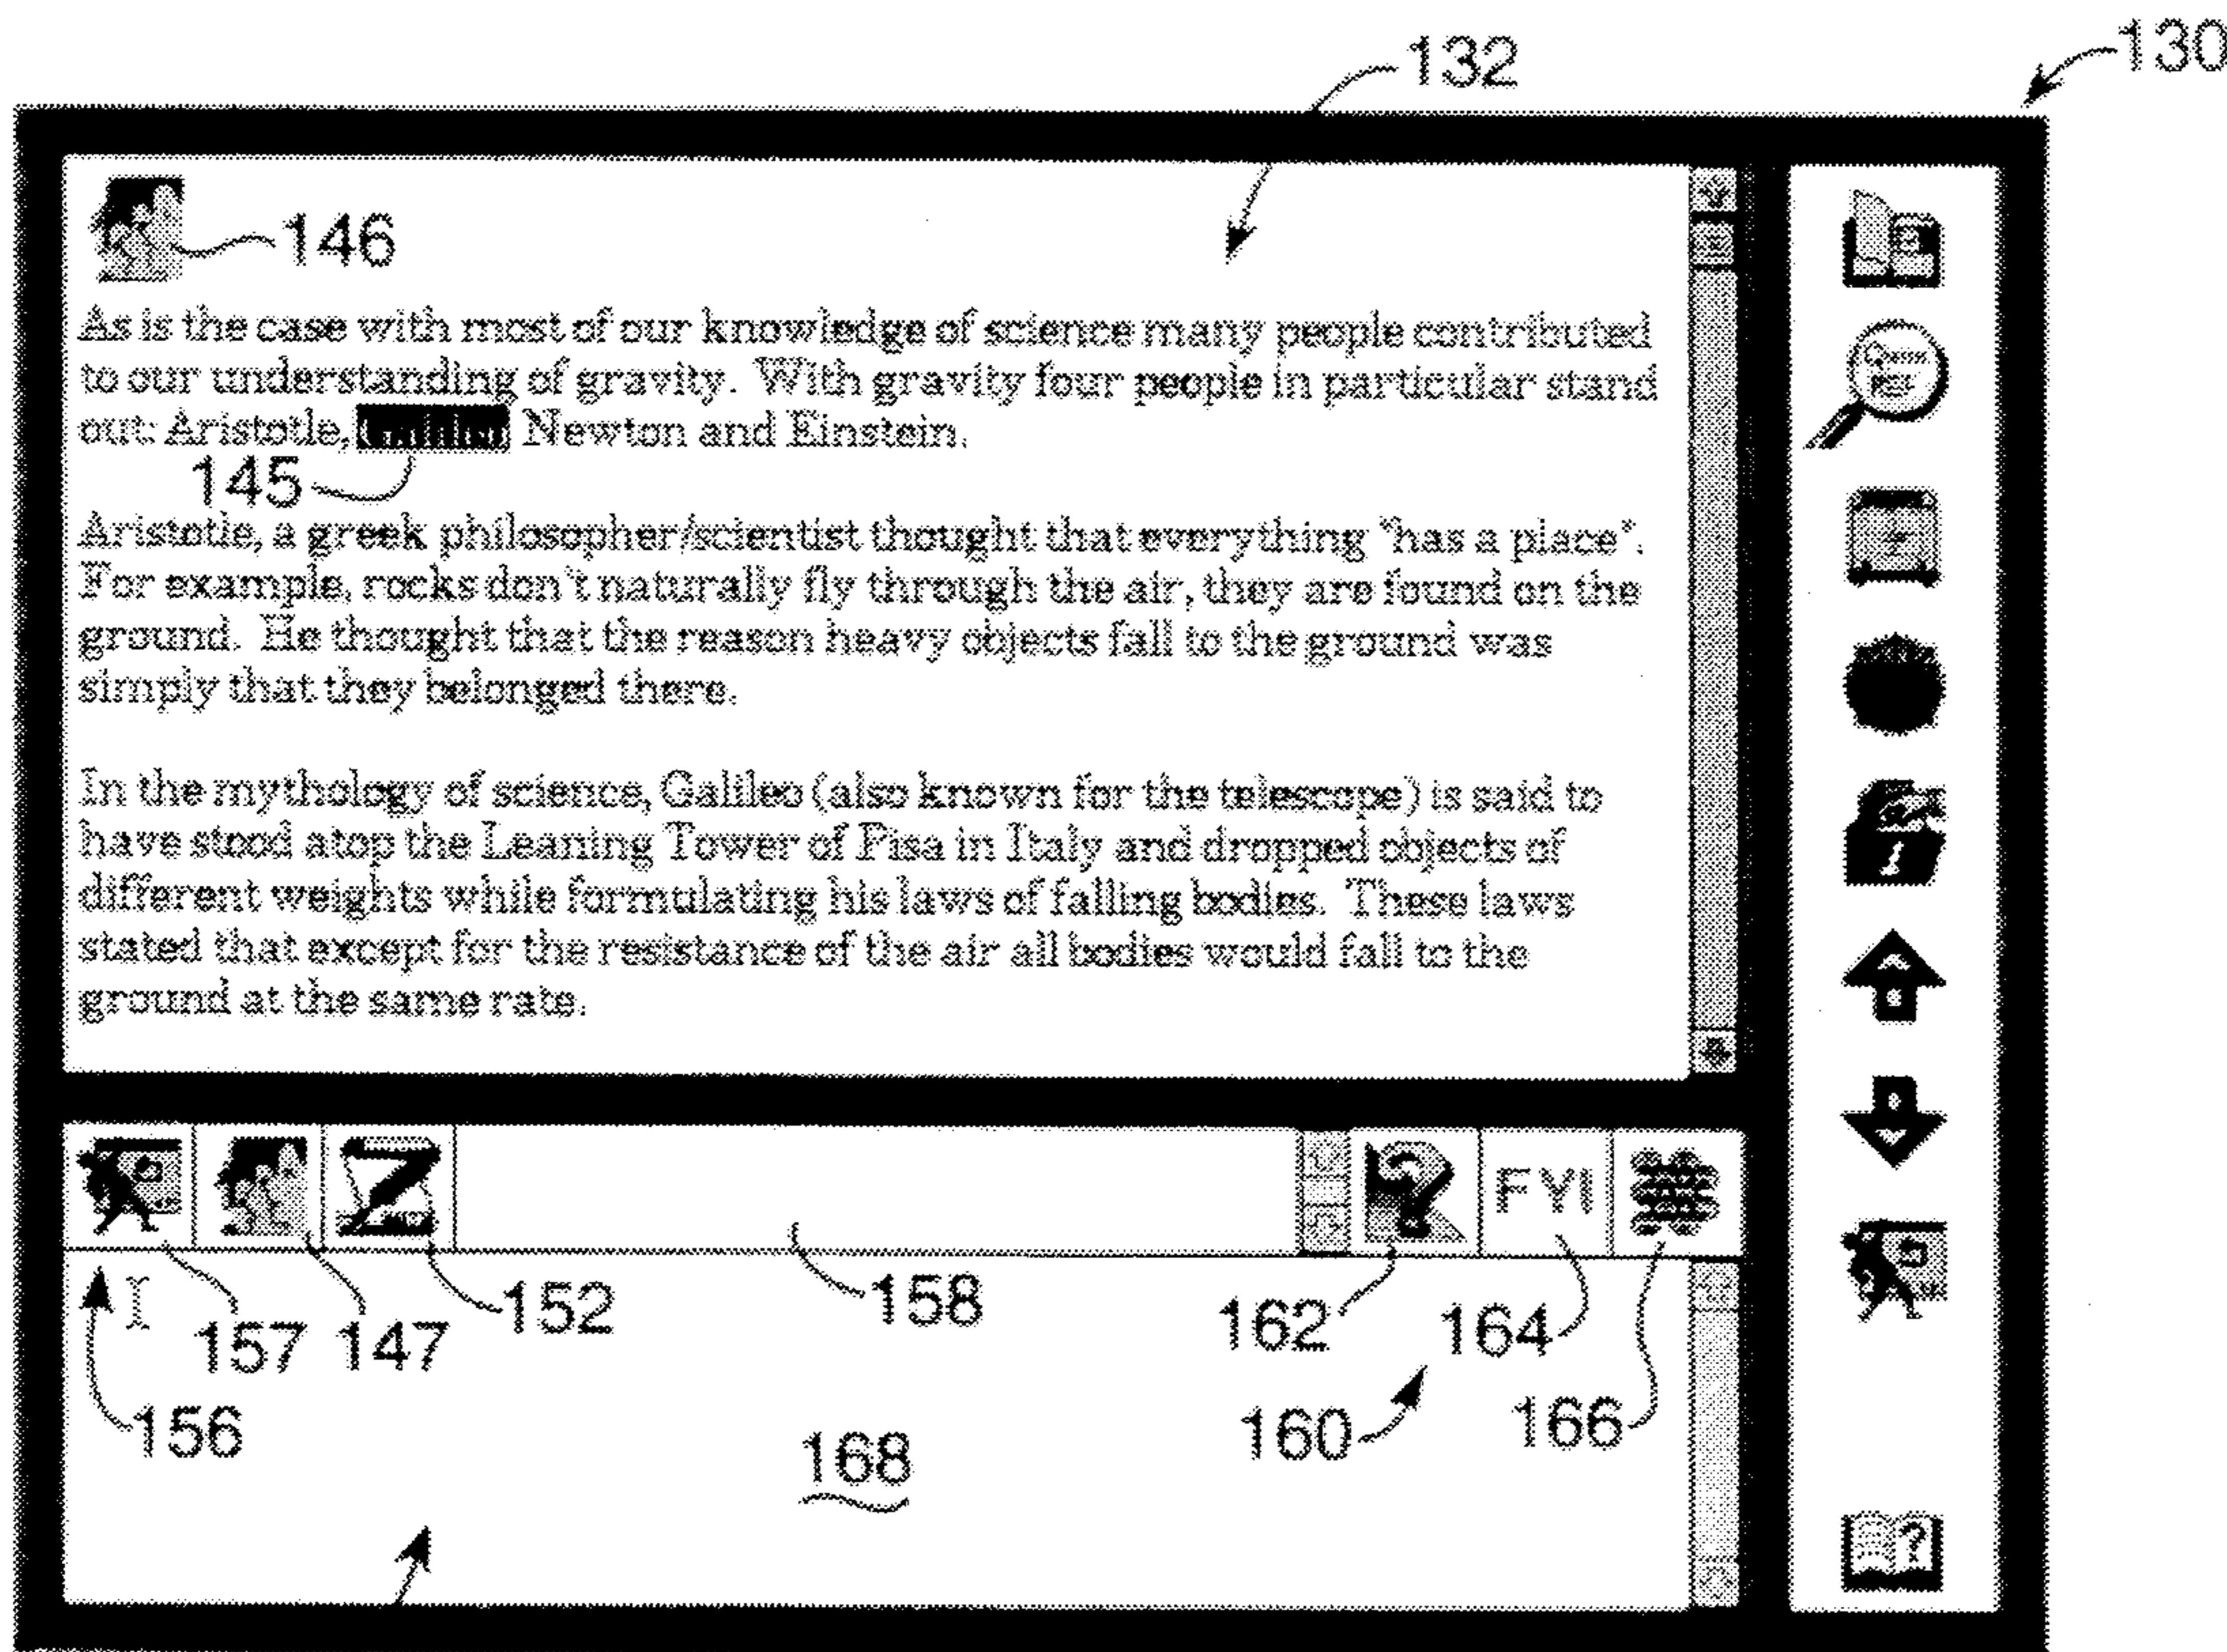 130
132
146
As is the case with most of our knowledge of science many people contributed
to our understanding of gravity. With gravity four people in particular stand
out: Aristotle, Galileo, Newton and Einstein.
145
Aristotle, a greek philosopher/scientist thought that everything "has a place".
For example, rocks don't naturally fly through the air, they are found on the
ground. He thought that the reason heavy objects fall to the ground was
simply that they belonged there.
In the mythology of science, Galileo (also known for the telescope) is said to
have stood atop the Leaning Tower of Pisa in Italy and dropped objects of
different weights while formulating his laws of falling bodies. These laws
stated that except for the resistance of the air all bodies would fall to the
ground at the same rate.
FYI
157 147 152 158 162 164
156 160 166
168